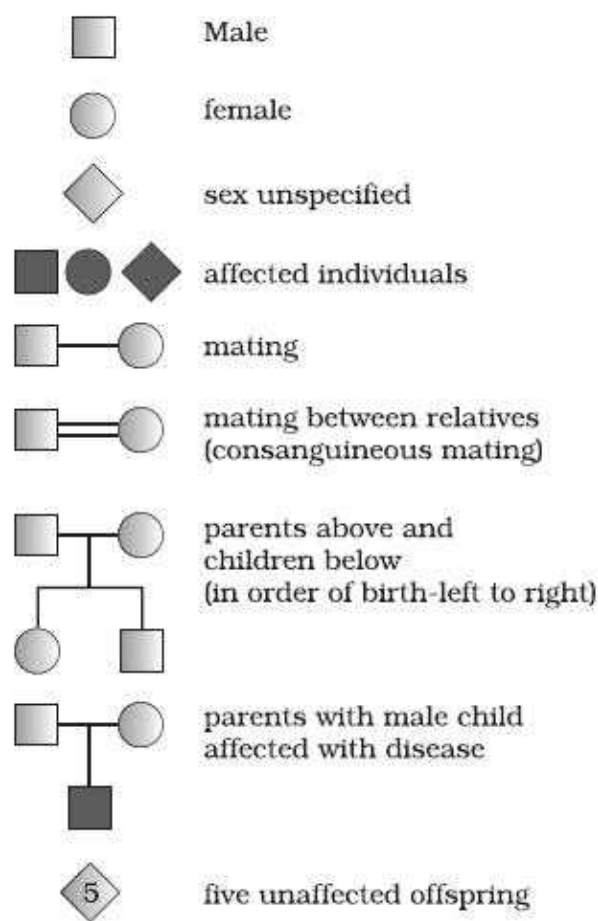 Male
female
sex unspecified
affected individuals
mating
mating between relatives
(consanguineous mating)
parents above and
children below
(in order of birth-left to right)
parents with male child
affected with disease
5 five unaffected offspring